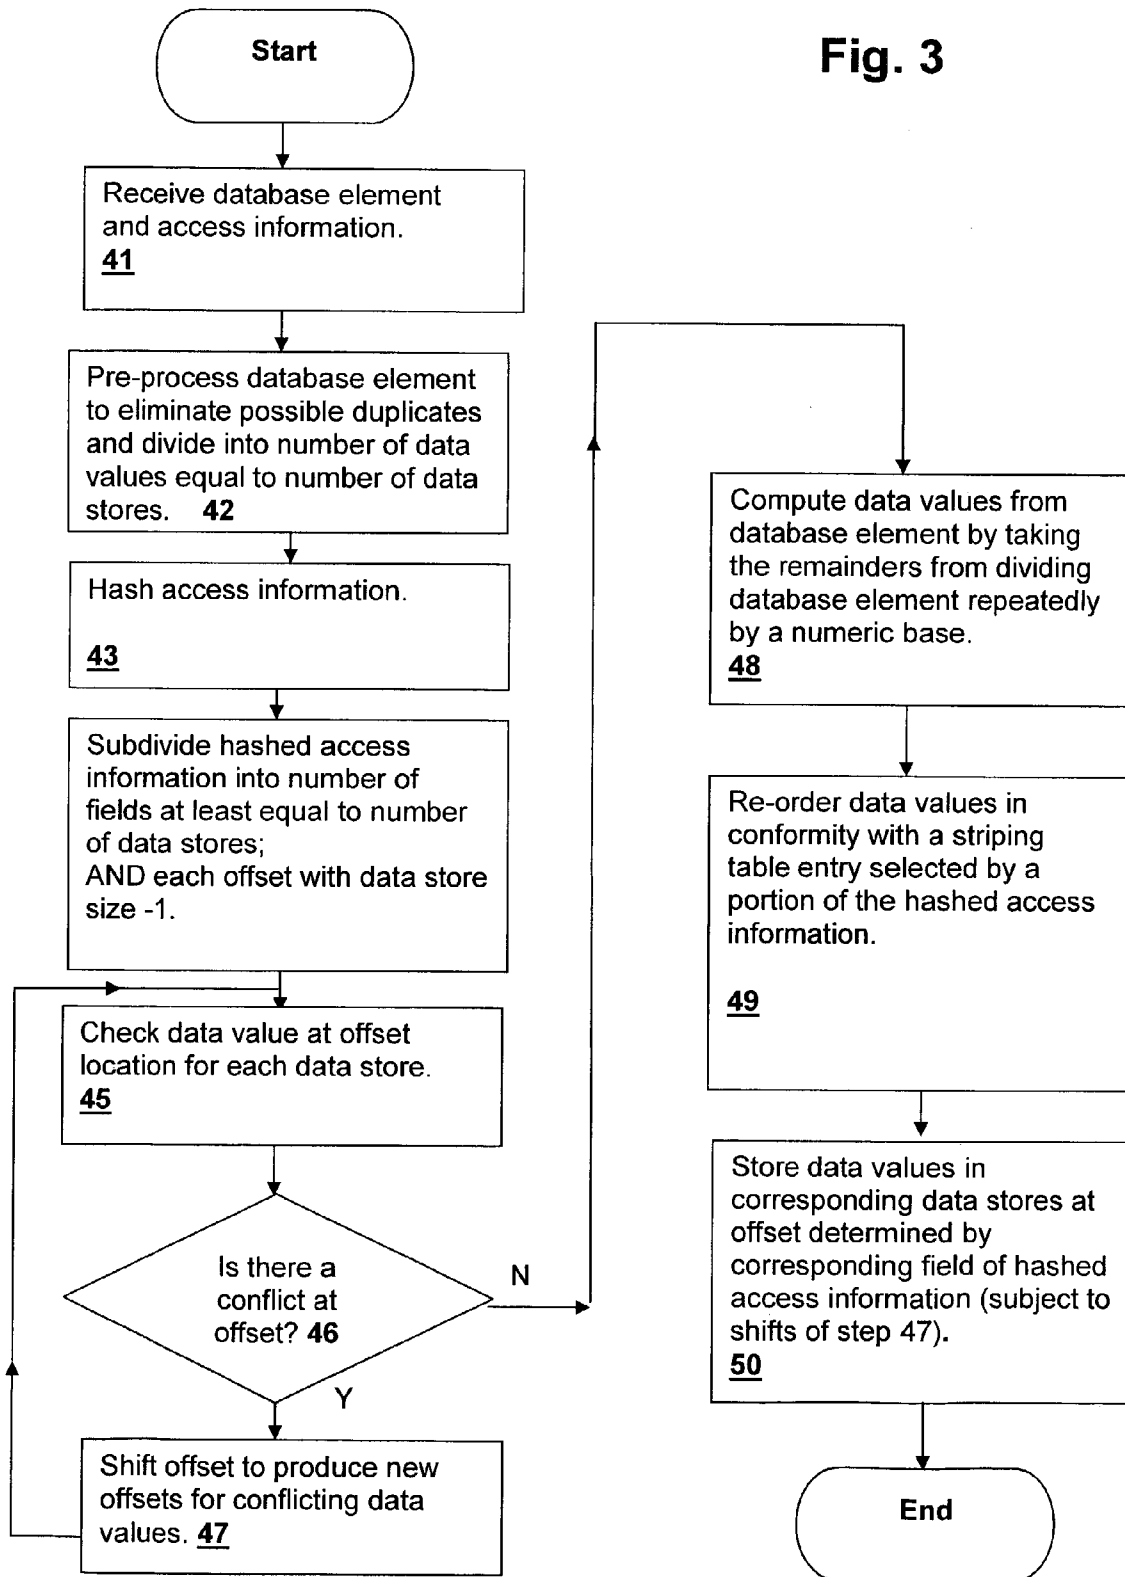 Fig. 3
Start
Receive database element
and access information.
41
Pre-process database element
to eliminate possible duplicates
and divide into number of data
values equal to number of data
stores. 42
Hash access information.
43
Subdivide hashed access
information into number of
fields at least equal to number
of data stores;
AND each offset with data store
size -1.
Check data value at offset
location for each data store.
45
Is there a
conflict at
offset? 46
N
Y
Shift offset to produce new
offsets for conflicting data
values. 47
Compute data values from
database element by taking
the remainders from dividing
database element repeatedly
by a numeric base.
48
Re-order data values in
conformity with a striping
table entry selected by a
portion of the hashed access
information.
49
Store data values in
corresponding data stores at
offset determined by
corresponding field of hashed
access information (subject to
shifts of step 47).
50
End